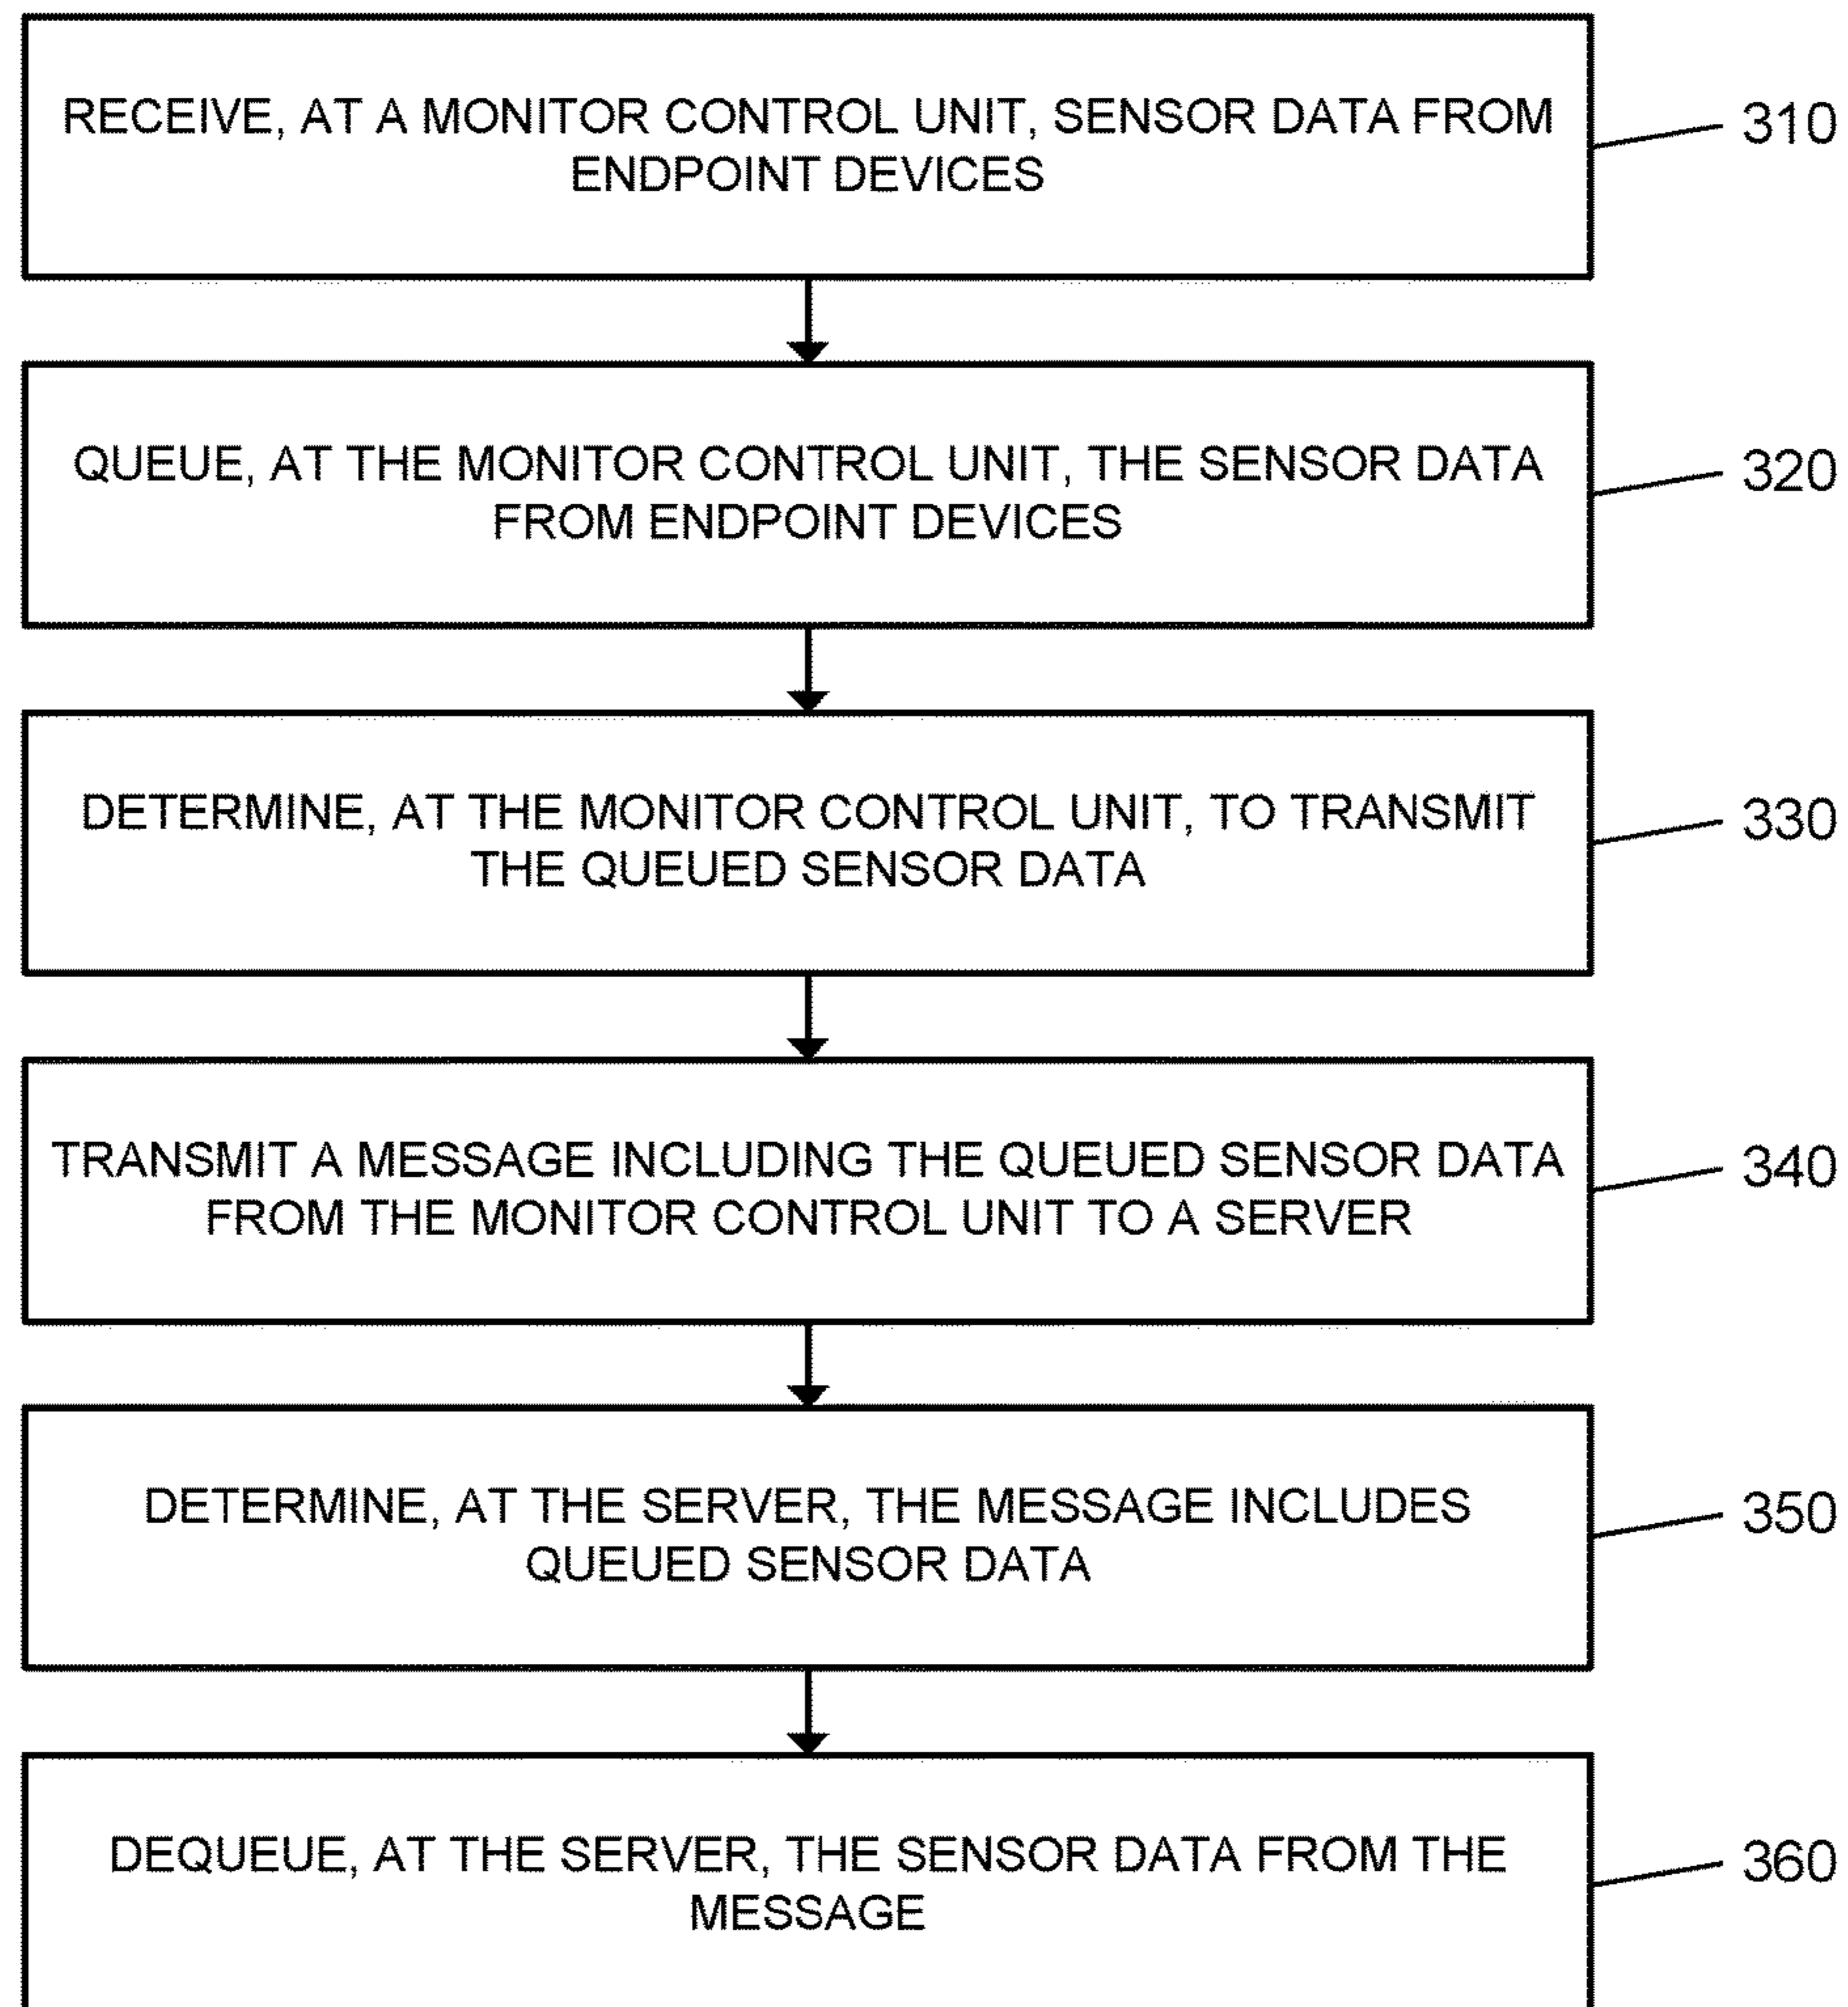 RECEIVE, AT A MONITOR CONTROL UNIT, SENSOR DATA FROM
ENDPOINT DEVICES
310
QUEUE, AT THE MONITOR CONTROL UNIT, THE SENSOR DATA
FROM ENDPOINT DEVICES
320
DETERMINE, AT THE MONITOR CONTROL UNIT, TO TRANSMIT
THE QUEUED SENSOR DATA
330
TRANSMIT A MESSAGE INCLUDING THE QUEUED SENSOR DATA
FROM THE MONITOR CONTROL UNIT TO A SERVER
340
DETERMINE, AT THE SERVER, THE MESSAGE INCLUDES
QUEUED SENSOR DATA
350
DEQUEUE, AT THE SERVER, THE SENSOR DATA FROM THE
MESSAGE
360